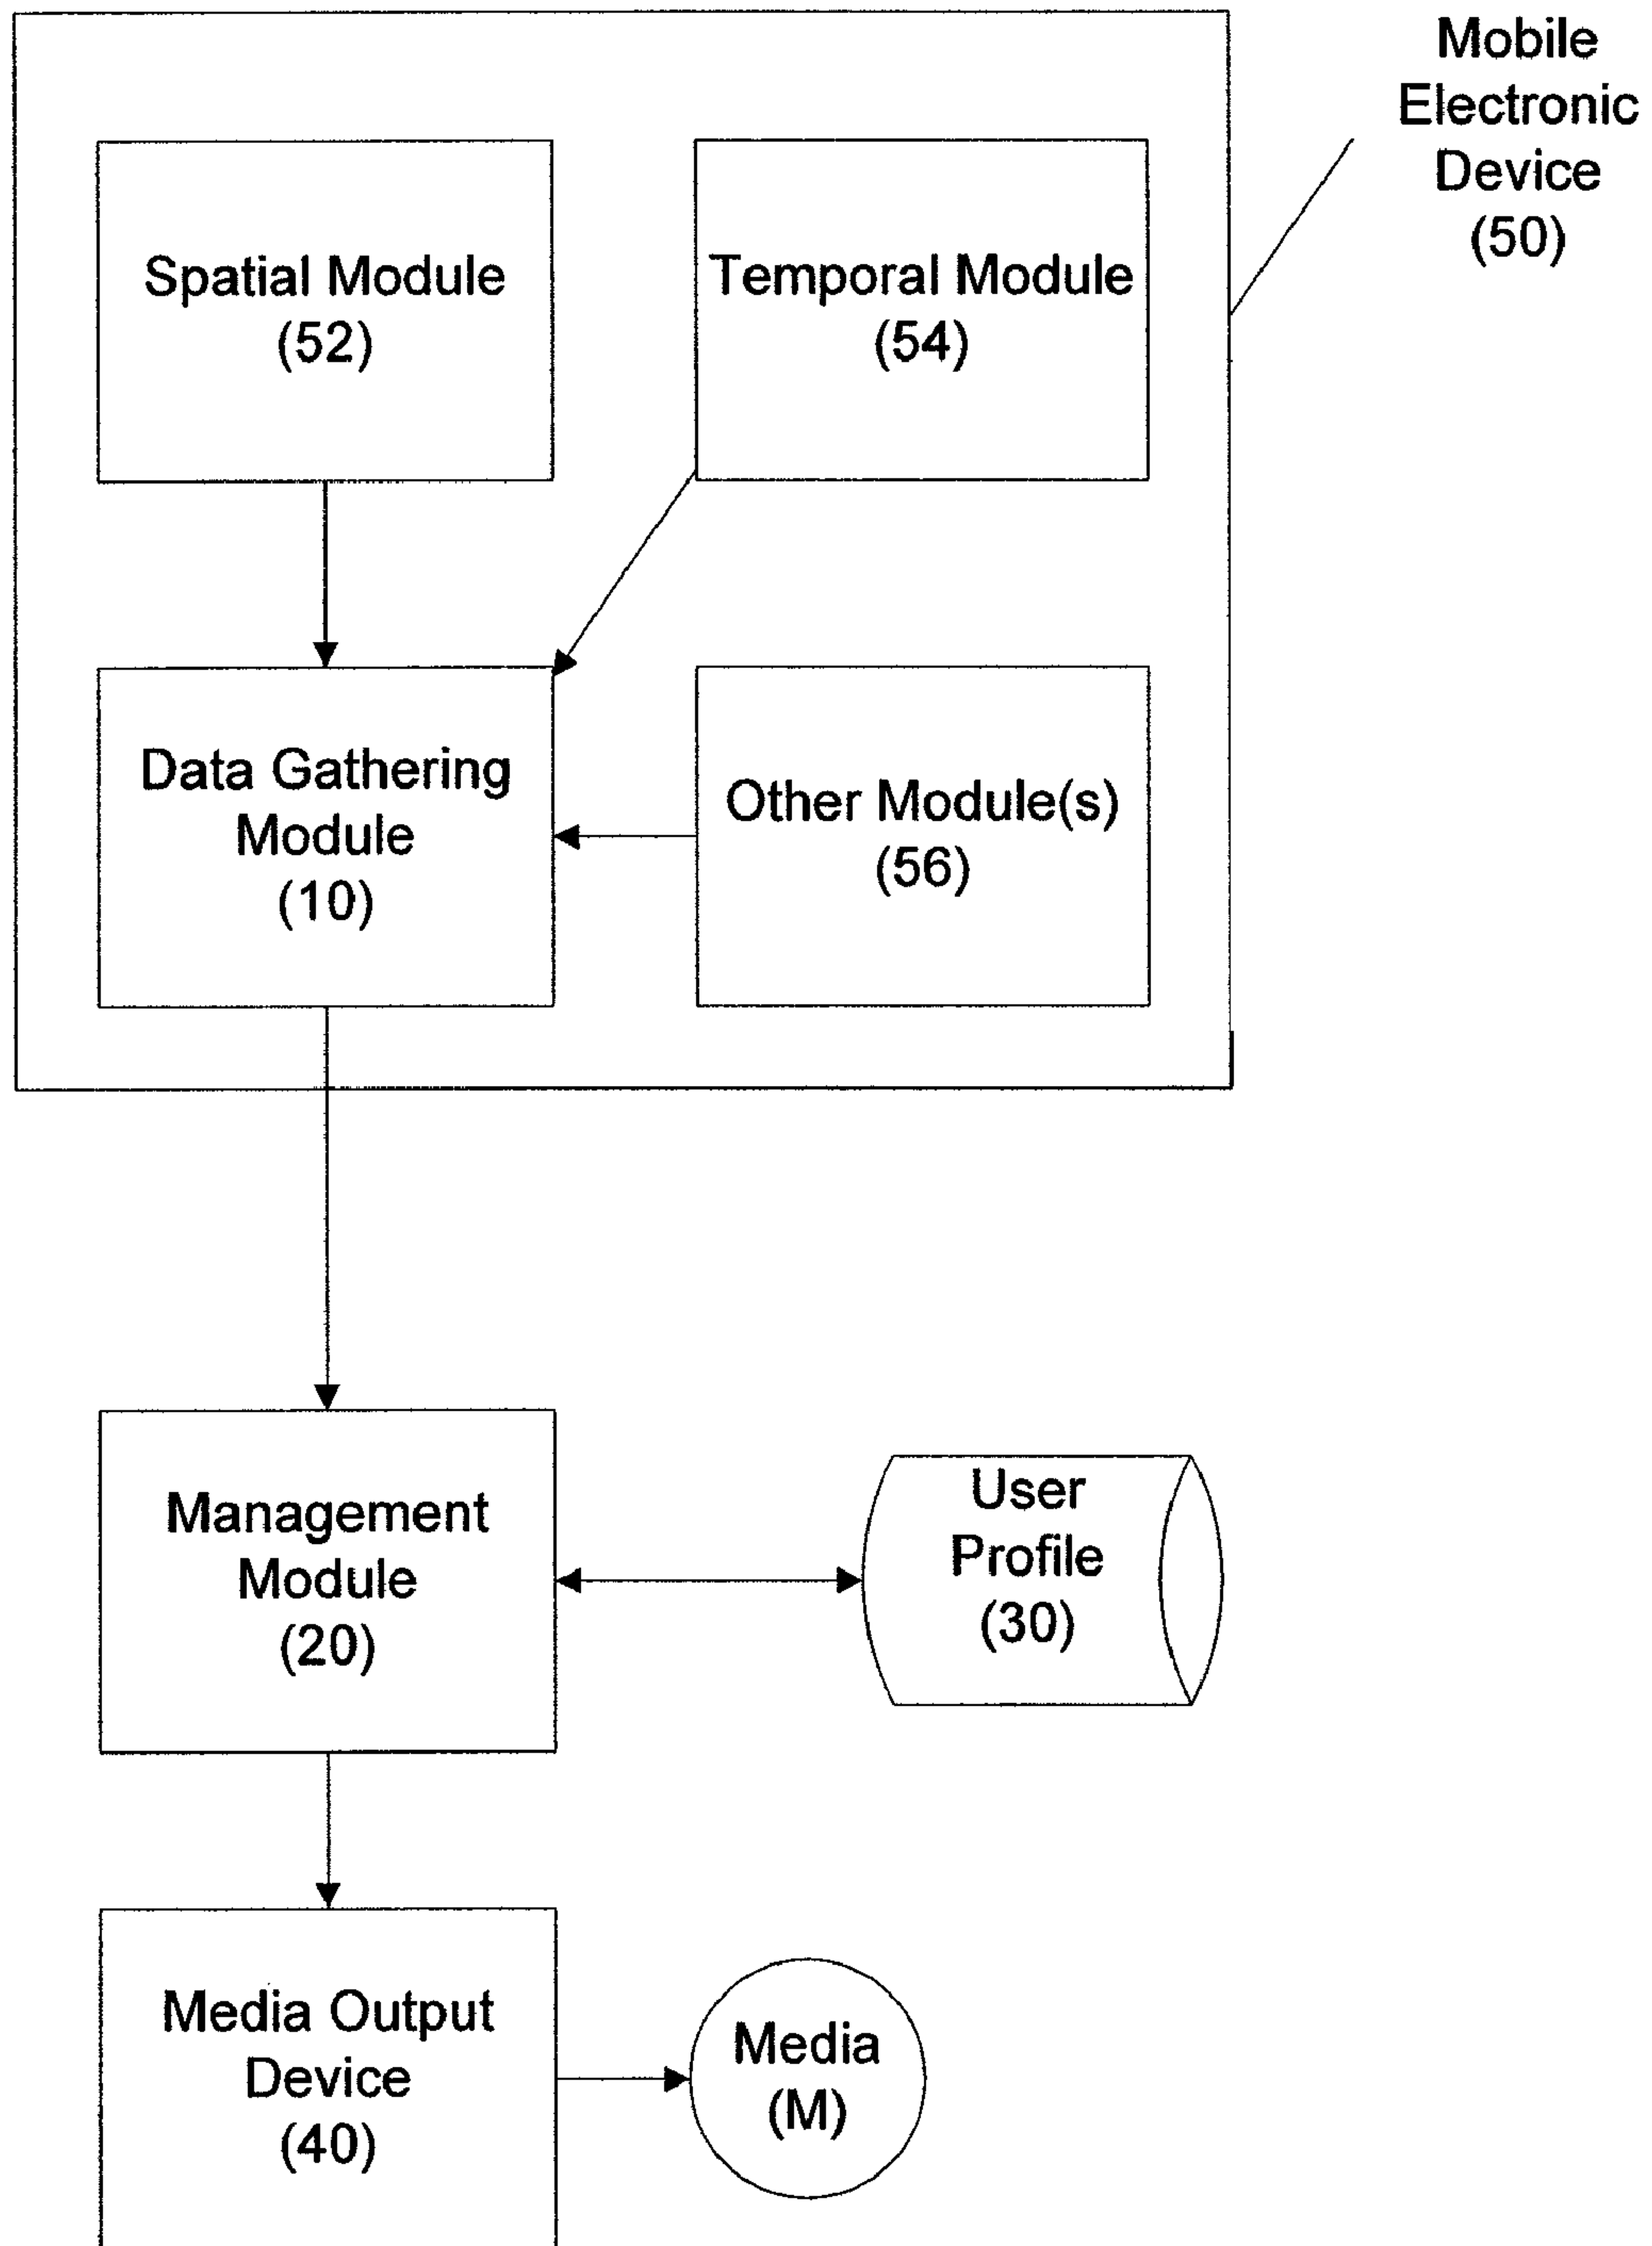 Mobile
Electronic
Device
(50)
Spatial Module
(52)
Temporal Module
(54)
Data Gathering
Module
(10)
Other Module(s)
(56)
Management
Module
(20)
User
Profile
(30)
Media Output
Device
(40)
Media
(M)